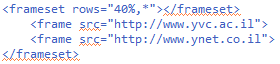 <frameset rows="40%,*"></frameset>
<frame src="http://www.yvc.ac.il">
<frame src="http://www.ynet.co.il">
</frameset>